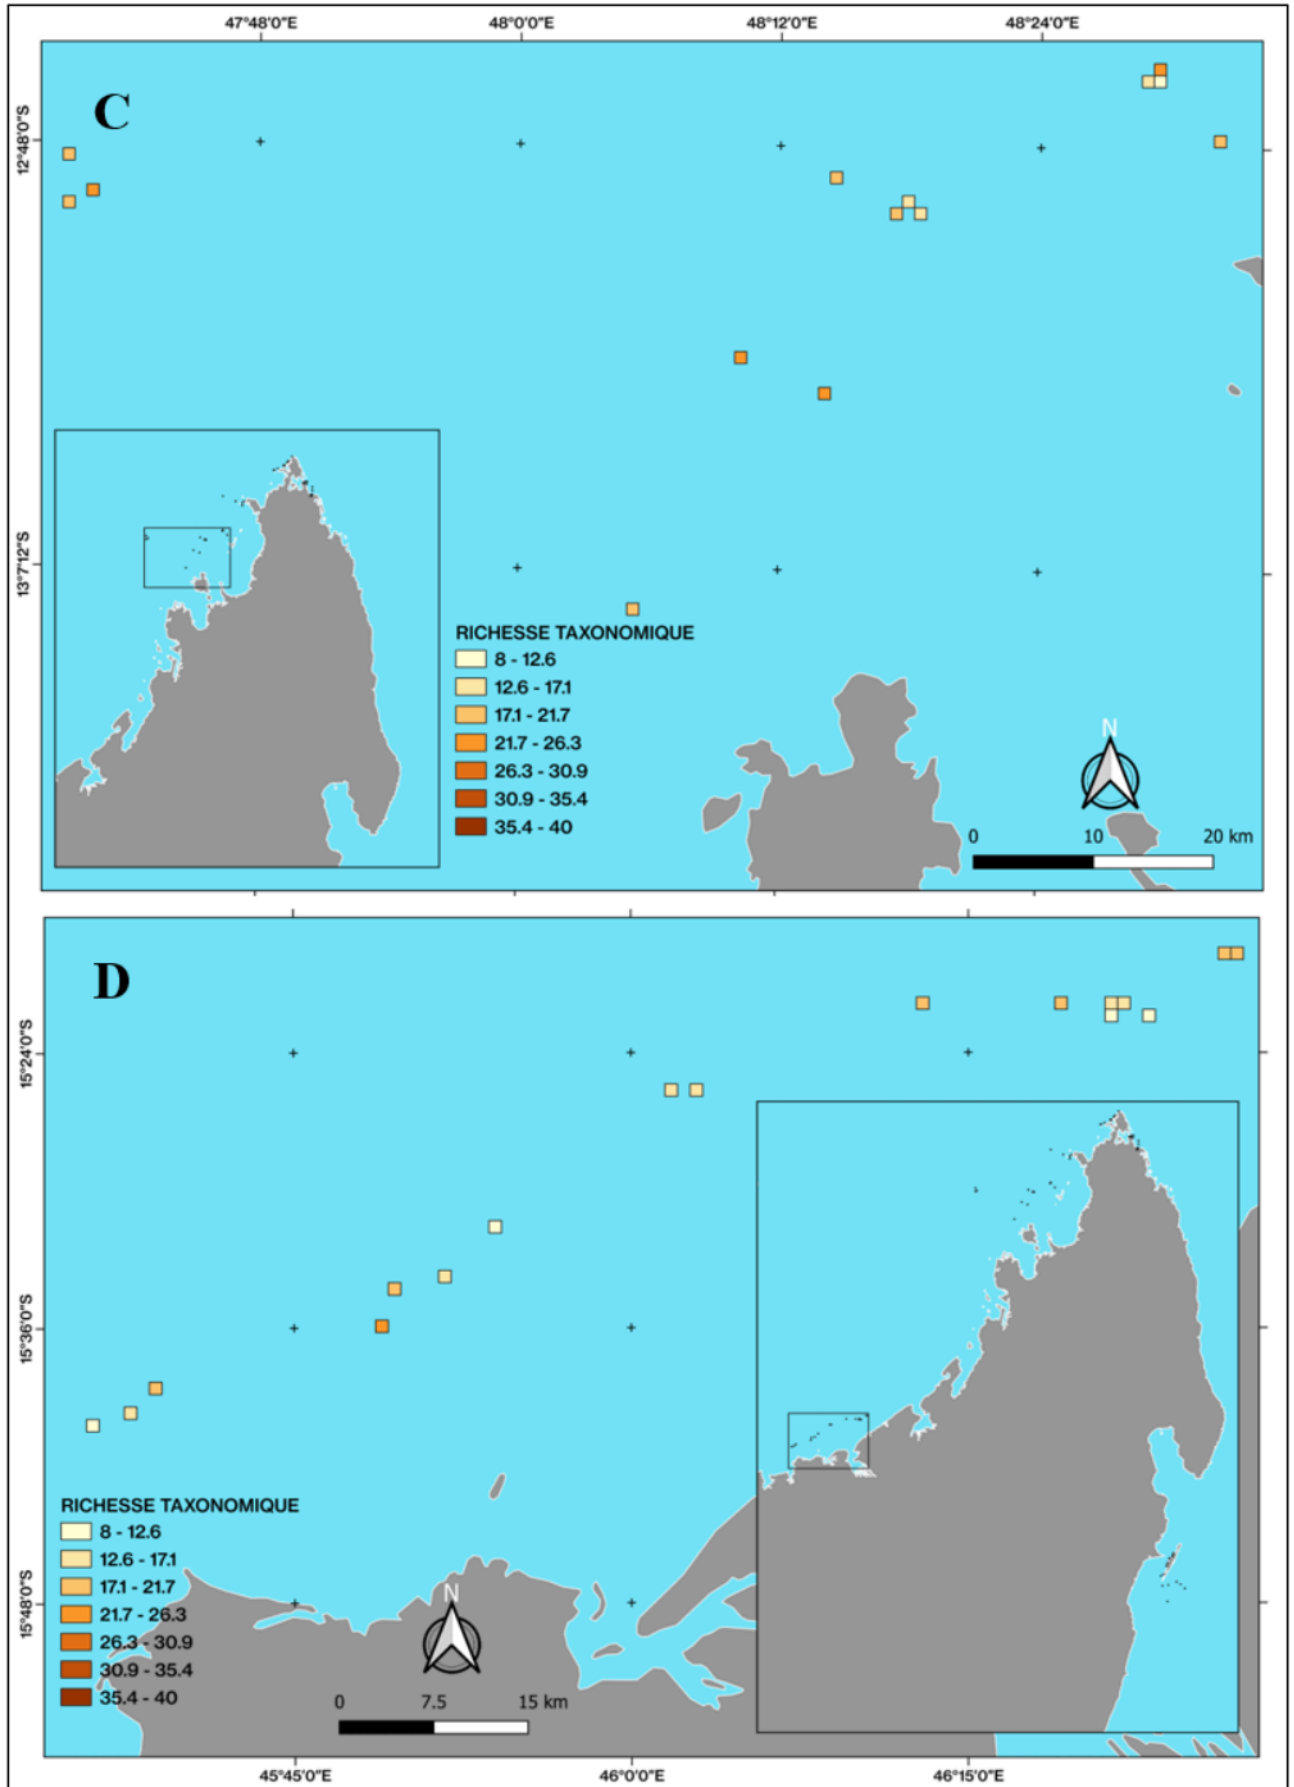 47°48'0"E 48°0'0"E 48°12'0"E 48°24'0"E
C
12°48'0"S
13°7'12"S
RICHESSE TAXONOMIQUE
8 - 12.6
12.6 - 17.1
17.1 - 21.7
21.7 - 26.3
26.3 - 30.9
30.9 - 35.4
35.4 - 40
N
0 10 20 km
D
15°24'0"S
15°36'0"S
15°48'0"S
RICHESSE TAXONOMIQUE
8 - 12.6
12.6 - 17.1
17.1 - 21.7
21.7 - 26.3
26.3 - 30.9
30.9 - 35.4
35.4 - 40
N
0 7.5 15 km
45°45'0"E 46°0'0"E 46°15'0"E